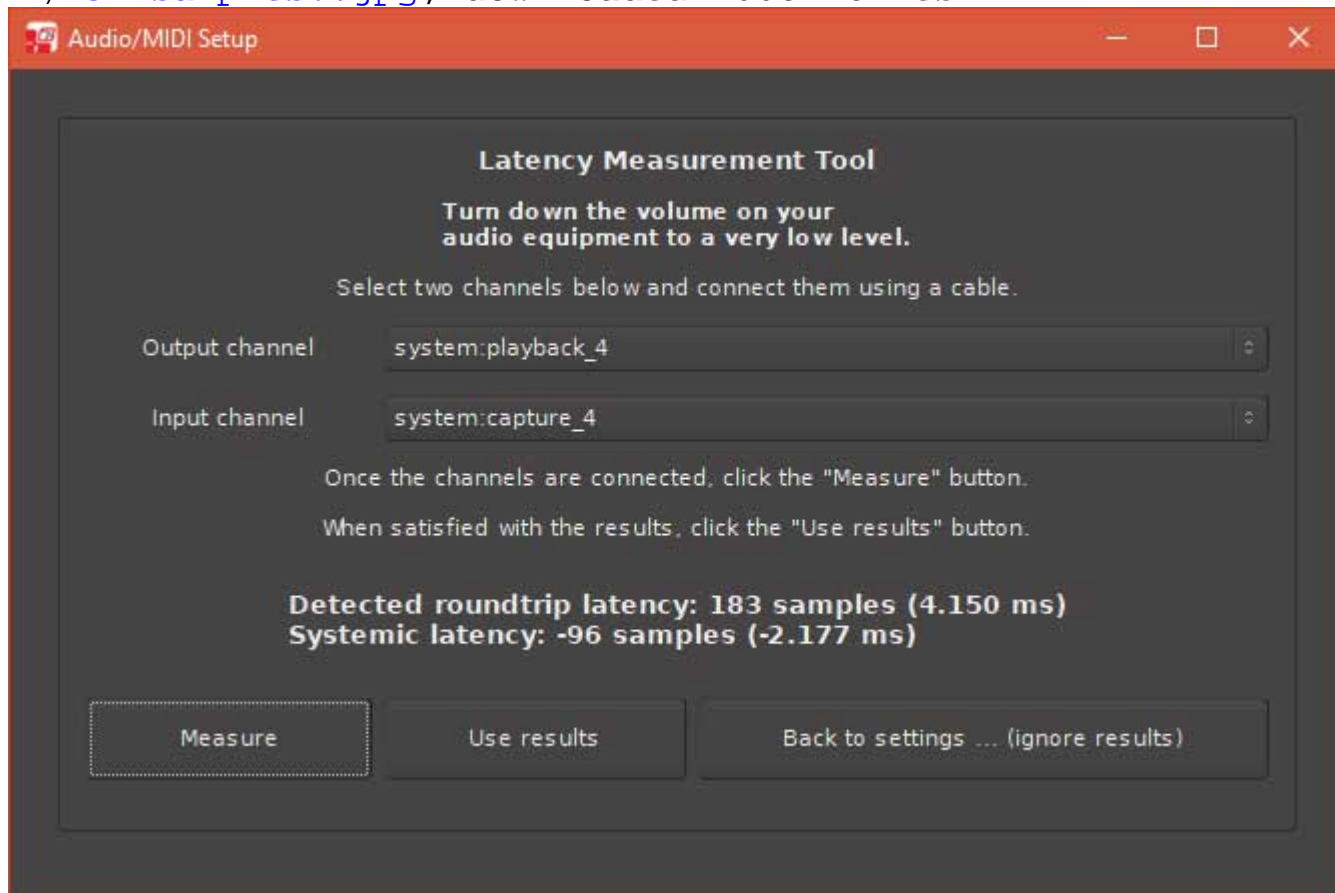 Audio/MIDI Setup
Latency Measurement Tool
Turn down the volume on your
audio equipment to a very low level.
Select two channels below and connect them using a cable.
Output channel system:playback_4
Input channel system:capture_4
Once the channels are connected, click the "Measure" button.
When satisfied with the results, click the "Use results" button.
Detected roundtrip latency: 183 samples (4.150 ms)
Systemic latency: -96 samples (-2.177 ms)
Measure Use results Back to settings ... (ignore results)